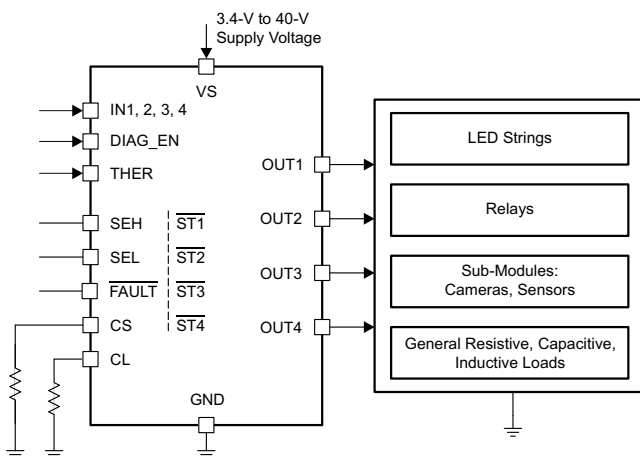 3.4-V to 40-V
Supply Voltage
VS
IN1, 2, 3, 4
DIAG_EN
THER
SEH
SEL
FAULT
CS
CL
ST1
ST2
ST3
ST4
GND
OUT1
OUT2
OUT3
OUT4
LED Strings
Relays
Sub-Modules:
Cameras, Sensors
General Resistive, Capacitive,
Inductive Loads